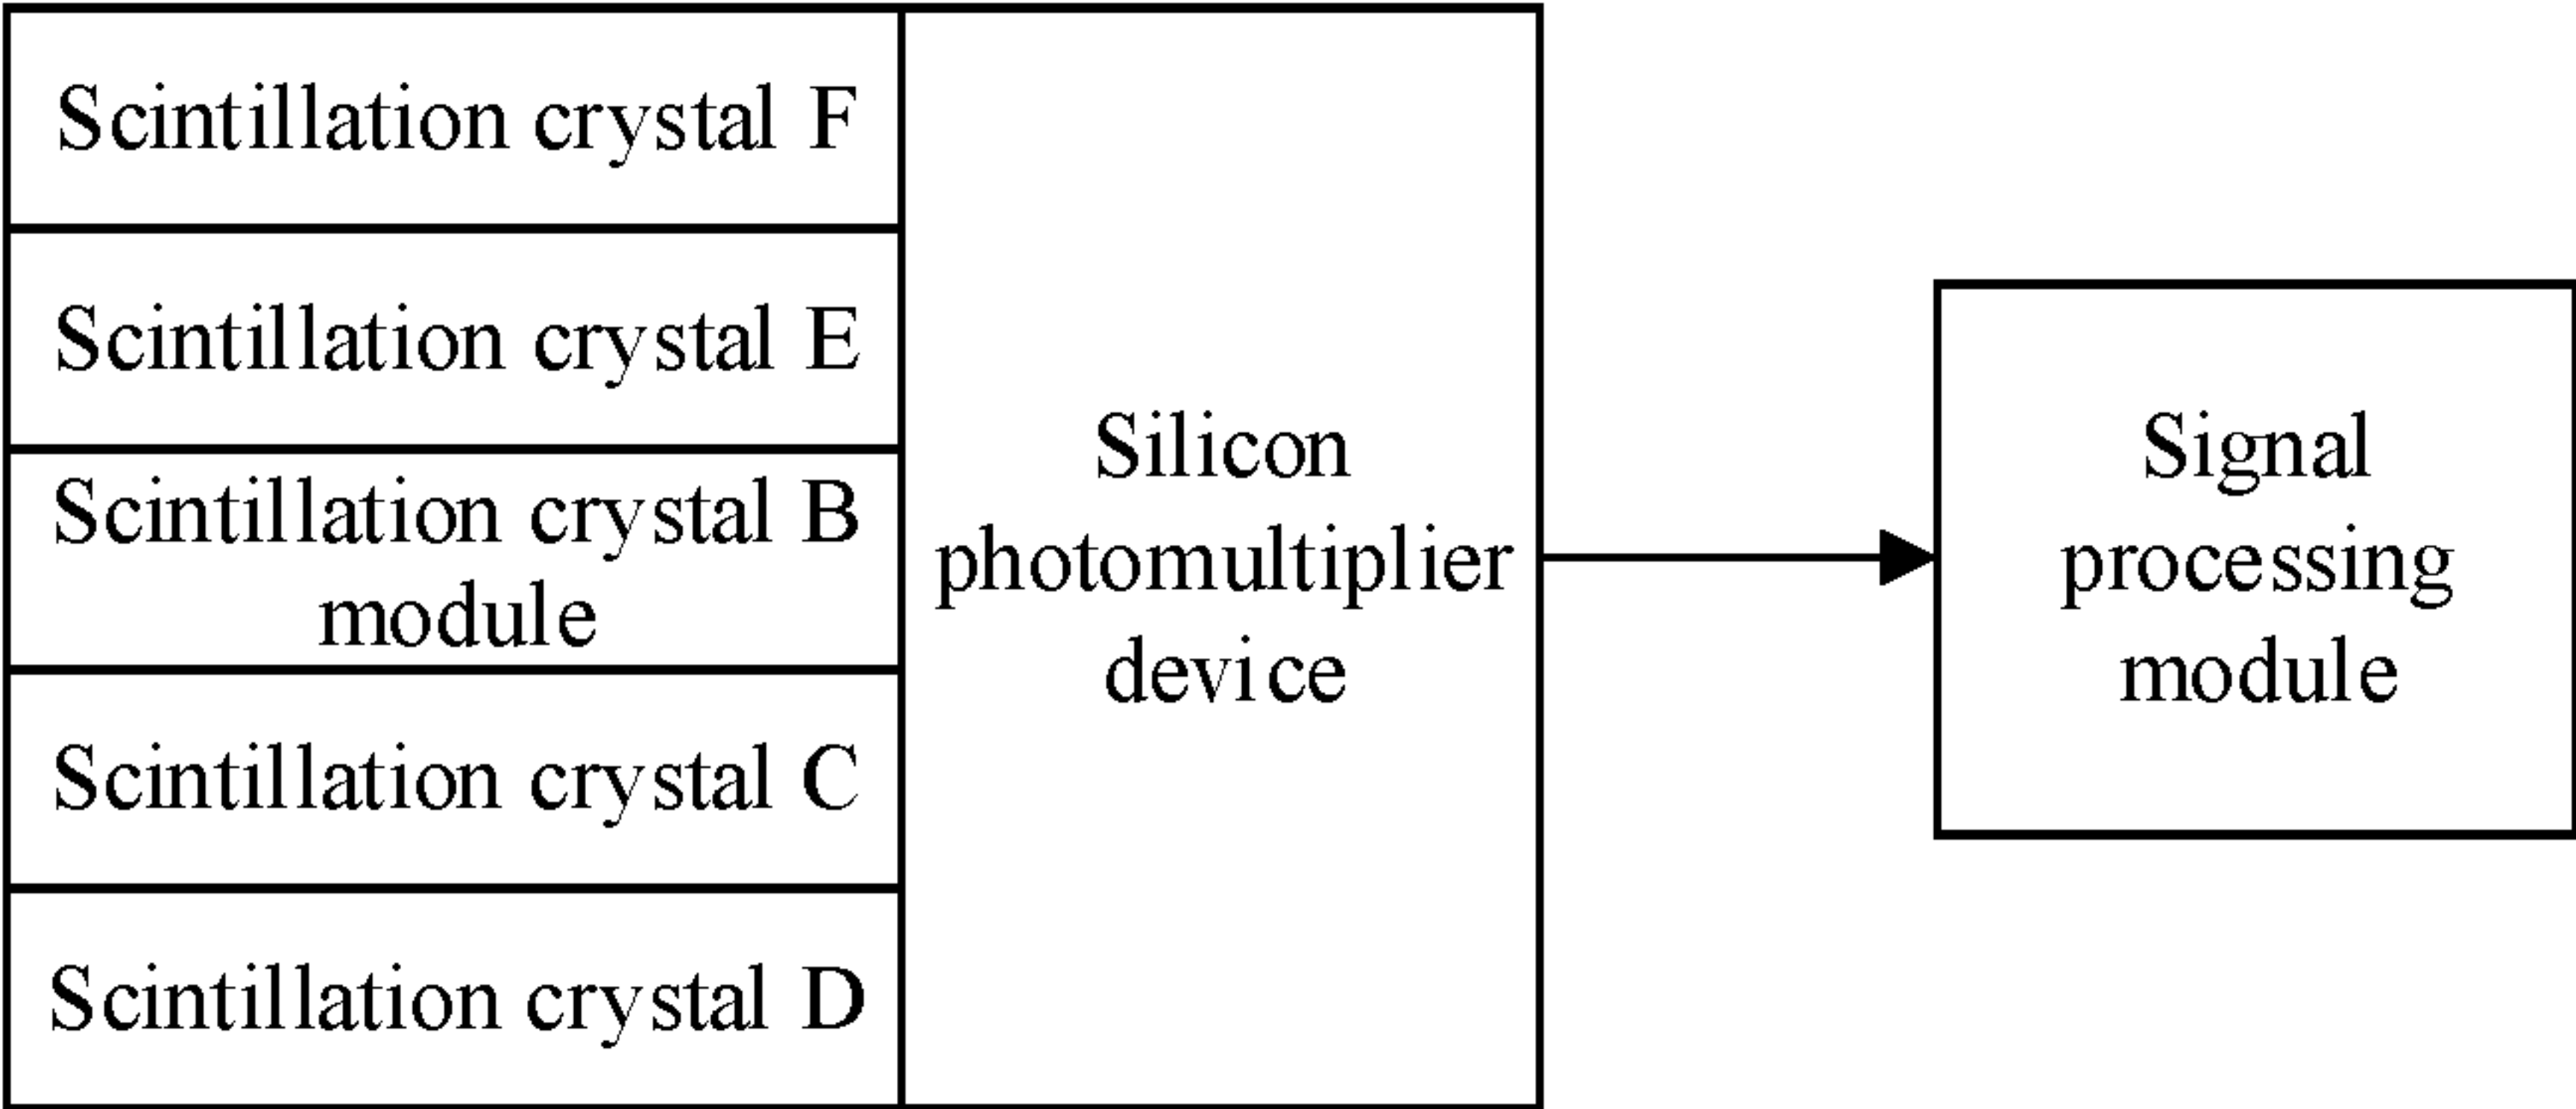 Scintillation crystal F
Scintillation crystal E
Scintillation crystal B
module
Scintillation crystal C
Scintillation crystal D
Silicon
photomultiplier
device
Signal
processing
module